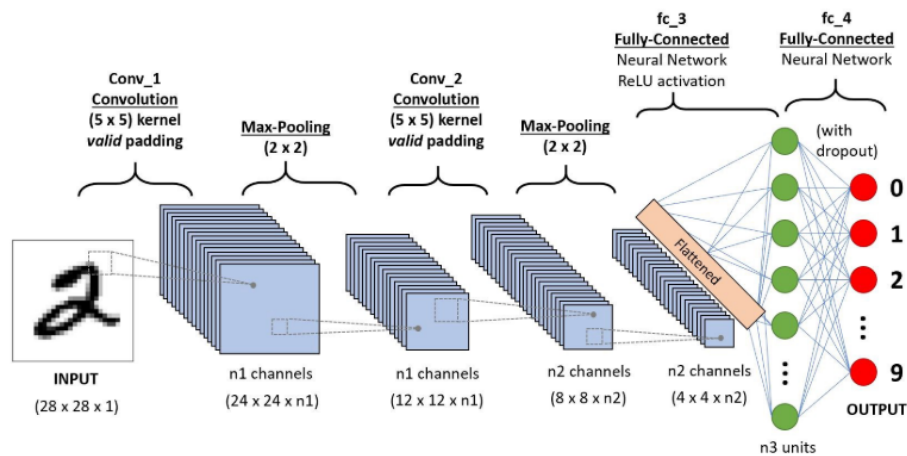 fc_3
Fully-Connected
Neural Network
ReLU activation
fc_4
Fully-Connected
Neural Network
Conv_1
Convolution
(5 x 5) kernel
valid padding
Max-Pooling
(2 x 2)
Conv_2
Convolution
(5 x 5) kernel
valid padding
Max-Pooling
(2 x 2)
(with
dropout)
Flattened
0
1
2
9
2
INPUT
(28 x 28 x 1)
n1 channels
(24 x 24 x n1)
n1 channels
(12 x 12 x n1)
n2 channels
(8 x 8 x n2)
n2 channels
(4 x 4 x n2)
n3 units
OUTPUT